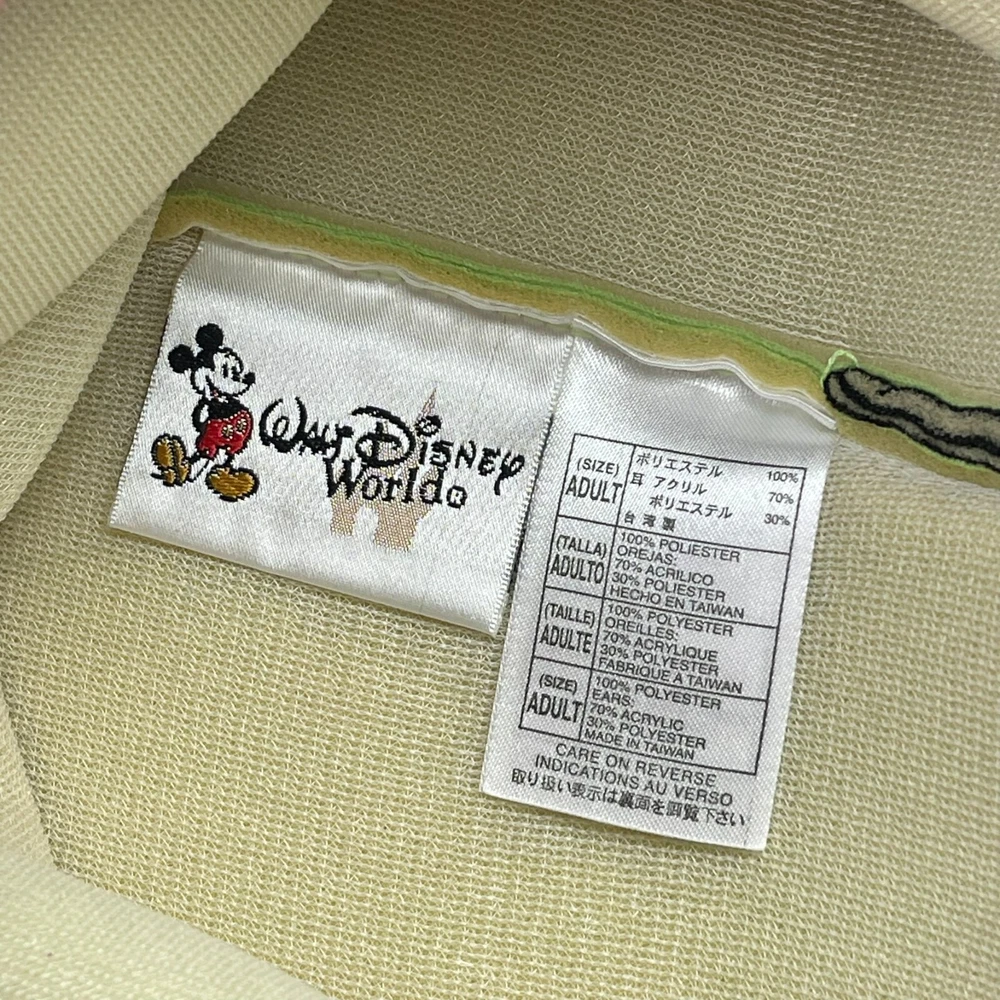 WALT DISNEY
World®
(SIZE)
ADULT
ポリエステル 100%
耳 アクリル 70%
ポリエステル 30%
台湾製
(TALLA)
ADULTO
100% POLIESTER
OREJAS:
70% ACRILICO
30% POLIESTER
HECHO EN TAIWAN
(TAILLE)
ADULTE
100% POLYESTER
OREILLES:
70% ACRYLIQUE
30% POLYESTER
FABRIQUE A TAIWAN
(SIZE)
ADULT
100% POLYESTER
EARS:
70% ACRYLIC
30% POLYESTER
MADE IN TAIWAN
CARE ON REVERSE
INDICATIONS AU VERSO
取り扱い表示は裏面を御覧下さい